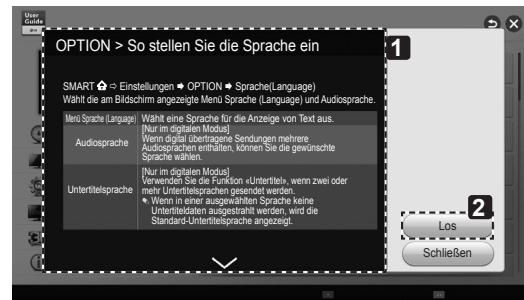 User
Guide
OPTION > So stellen Sie die Sprache ein
1
SMART ⇨ Einstellungen ➡ OPTION ➡ Sprache(Language)
Wählt die am Bildschirm angezeigte Menü Sprache (Language) und Audiosprache.
Menü Sprache (Language) Wählt eine Sprache für die Anzeige von Text aus.
Audiosprache
[Nur im digitalen Modus]
Wenn digital übertragene Sendungen mehrere
Audiosprachen enthalten, können Sie die gewünschte
Sprache wählen.
Untertitelsprache
[Nur im digitalen Modus]
Verwenden Sie die Funktion «Untertitel», wenn zwei oder
mehr Untertitelsprachen gesendet werden.
Wenn in einer ausgewählten Sprache keine
Untertiteldaten ausgestrahlt werden, wird die
Standard-Untertitelsprache angezeigt.
2
Los
Schließen